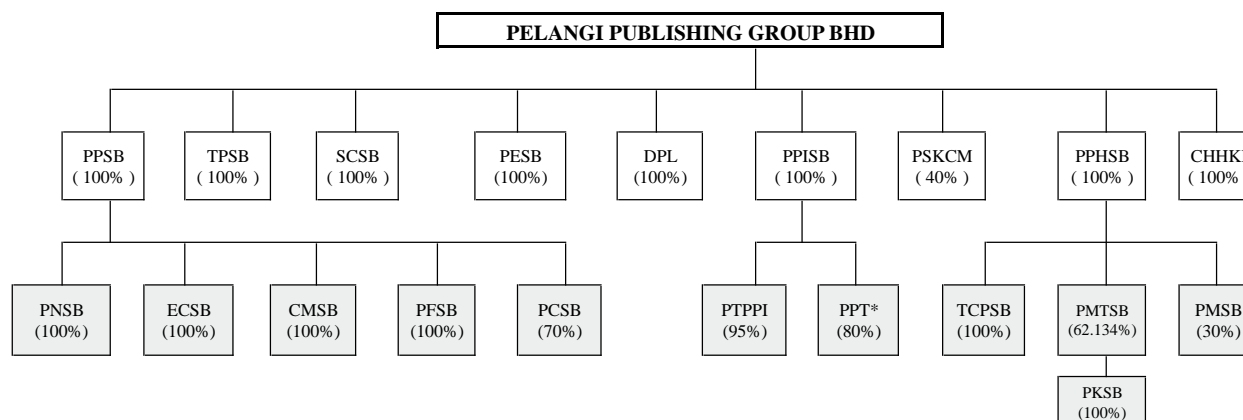 PELANGI PUBLISHING GROUP BHD
PPSB
( 100% )
TPSB
( 100% )
SCSB
( 100% )
PESB
(100%)
DPL
(100%)
PPISB
( 100% )
PSKCM
( 40% )
PPHSB
( 100% )
( 100%
PNSB
(100%)
ECSB
(100%)
CMSB
(100%)
PFSB
(100%)
PCSB
(70%)
PTPPI
(95%)
PPT*
(80%)
TCPSB
(100%)
PMTSB
(62.134%)
PMSB
(30%)
PKSB
(100%)